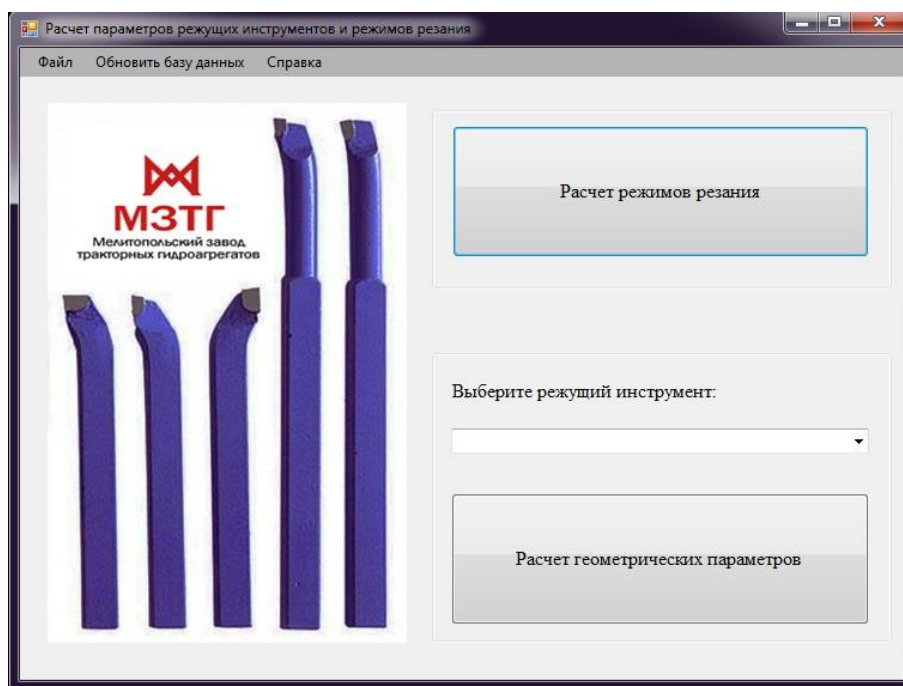 Расчет параметров режущих инструментов и режимов резания
Файл Обновить базу данных Справка
МЗТГ
Мелитопольский завод
тракторных гидроагрегатов
Расчет режимов резания
Выберите режущий инструмент:
Расчет геометрических параметров